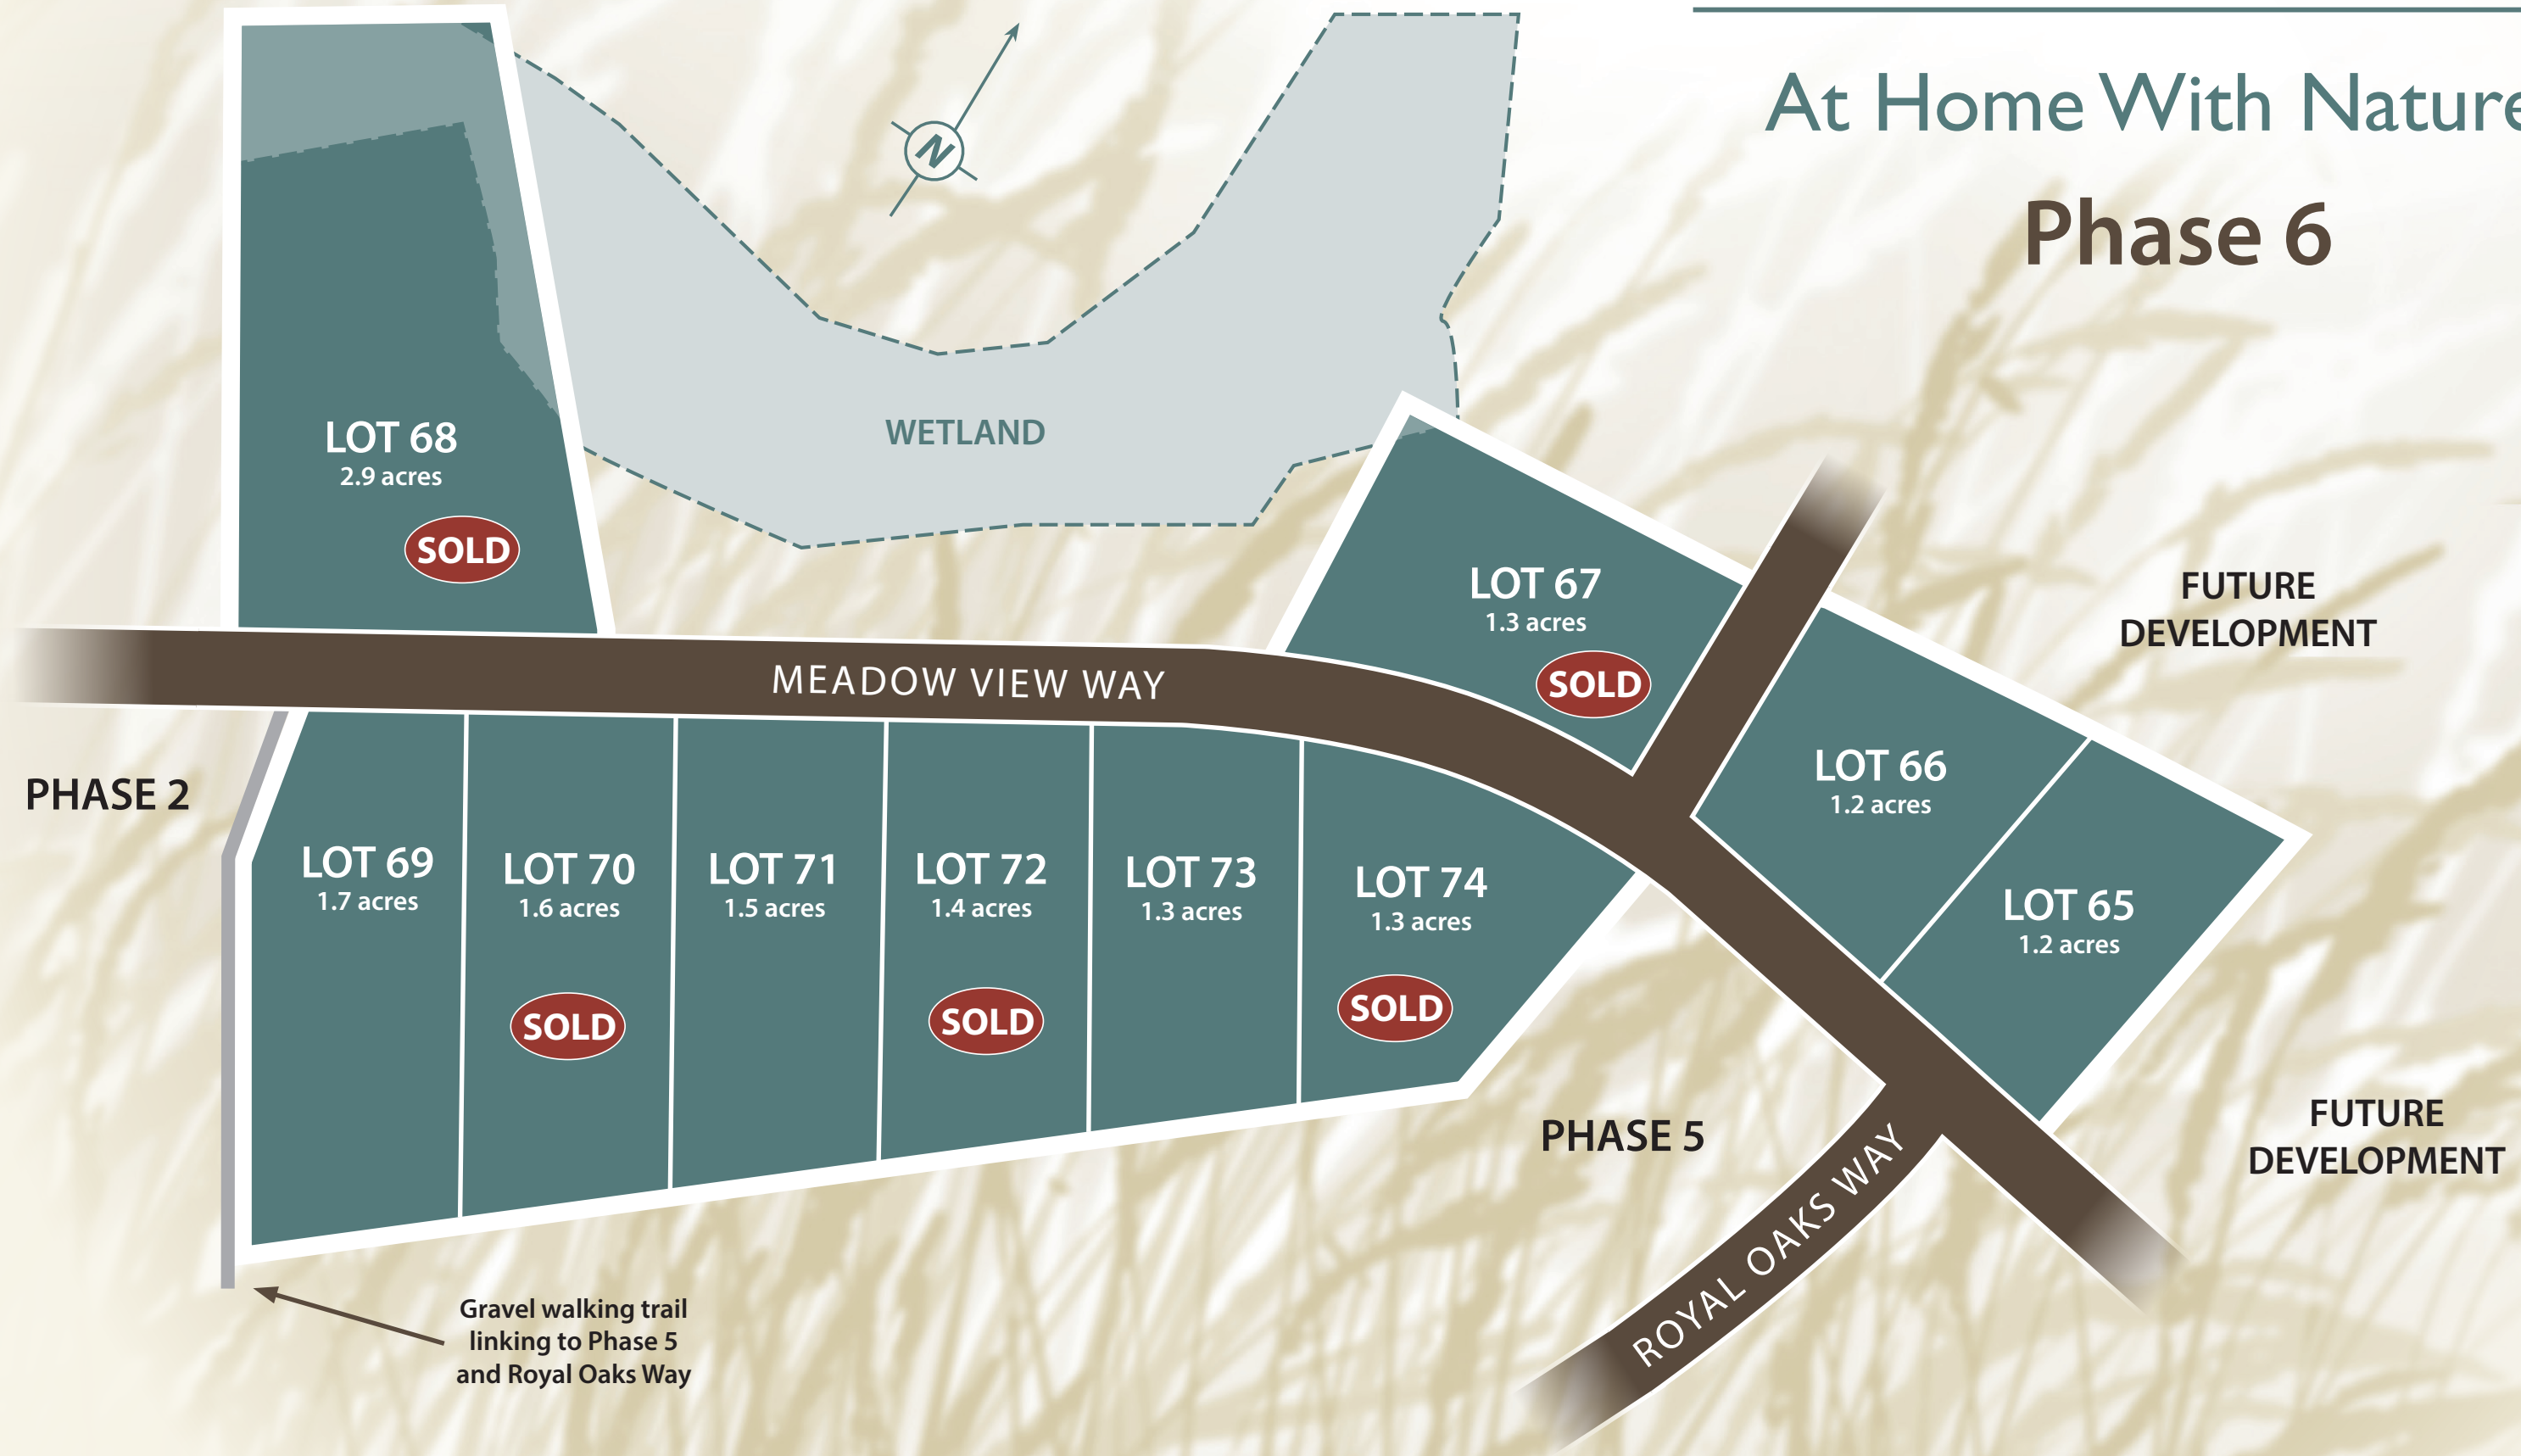 At Home With Nature
Phase 6
N
WETLAND
LOT 68
2.9 acres
SOLD
LOT 67
1.3 acres
SOLD
FUTURE
DEVELOPMENT
MEADOW VIEW WAY
LOT 66
1.2 acres
LOT 65
1.2 acres
PHASE 2
LOT 69
1.7 acres
LOT 70
1.6 acres
SOLD
LOT 71
1.5 acres
LOT 72
1.4 acres
SOLD
LOT 73
1.3 acres
LOT 74
1.3 acres
SOLD
PHASE 5
FUTURE
DEVELOPMENT
ROYAL OAKS WAY
Gravel walking trail
linking to Phase 5
and Royal Oaks Way